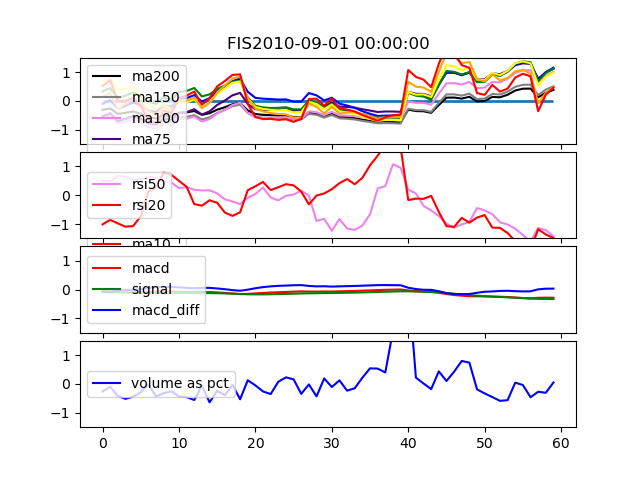 FIS2010-09-01 00:00:00
1
0
−1
ma200
ma150
ma100
ma75
1
0
−1
rsi50
rsi20
ma10
1
0
−1
macd
signal
macd_diff
1
0
−1
volume as pct
0 10 20 30 40 50 60